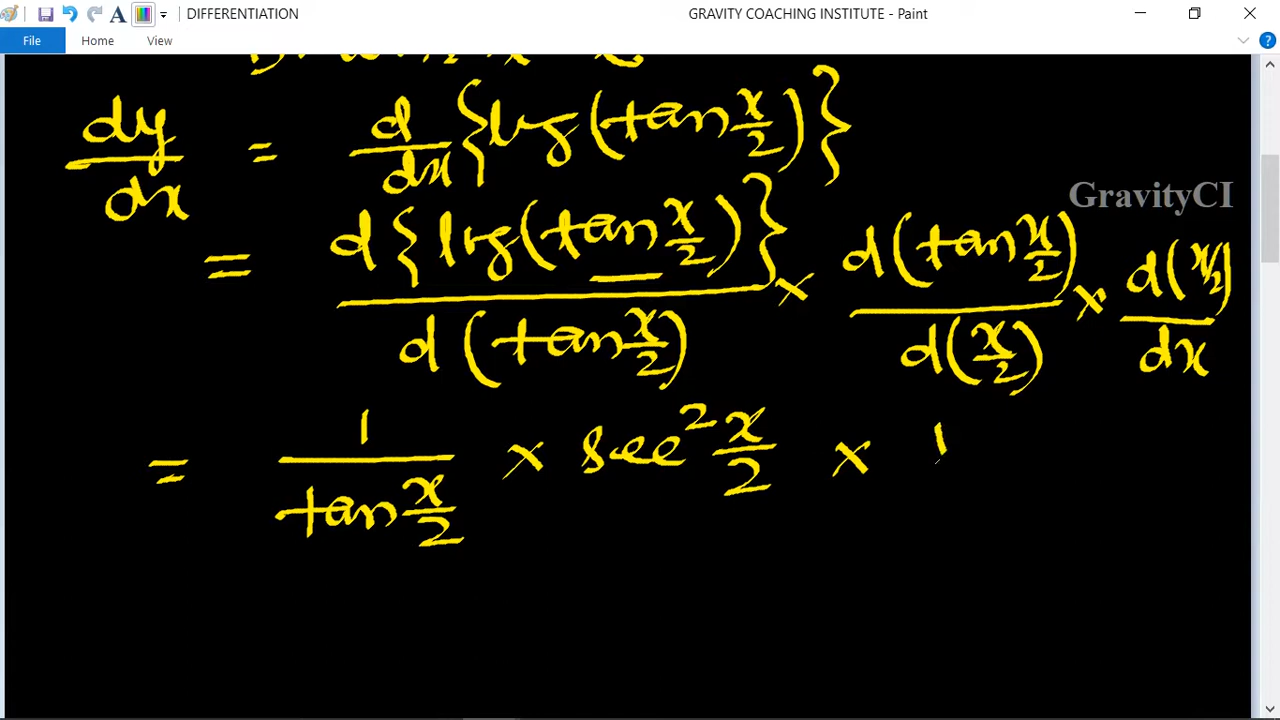 DIFFERENTIATION GRAVITY COACHING INSTITUTE - Paint
File Home View
dy/dx = d/dx {log(tan x/2)}
GravityCI
= d{log(tan x/2)}/d(tan x/2) × d(tan x/2)/d(x/2) × d(x/2)/dx
= 1/tan x/2 × sec² x/2 × 1